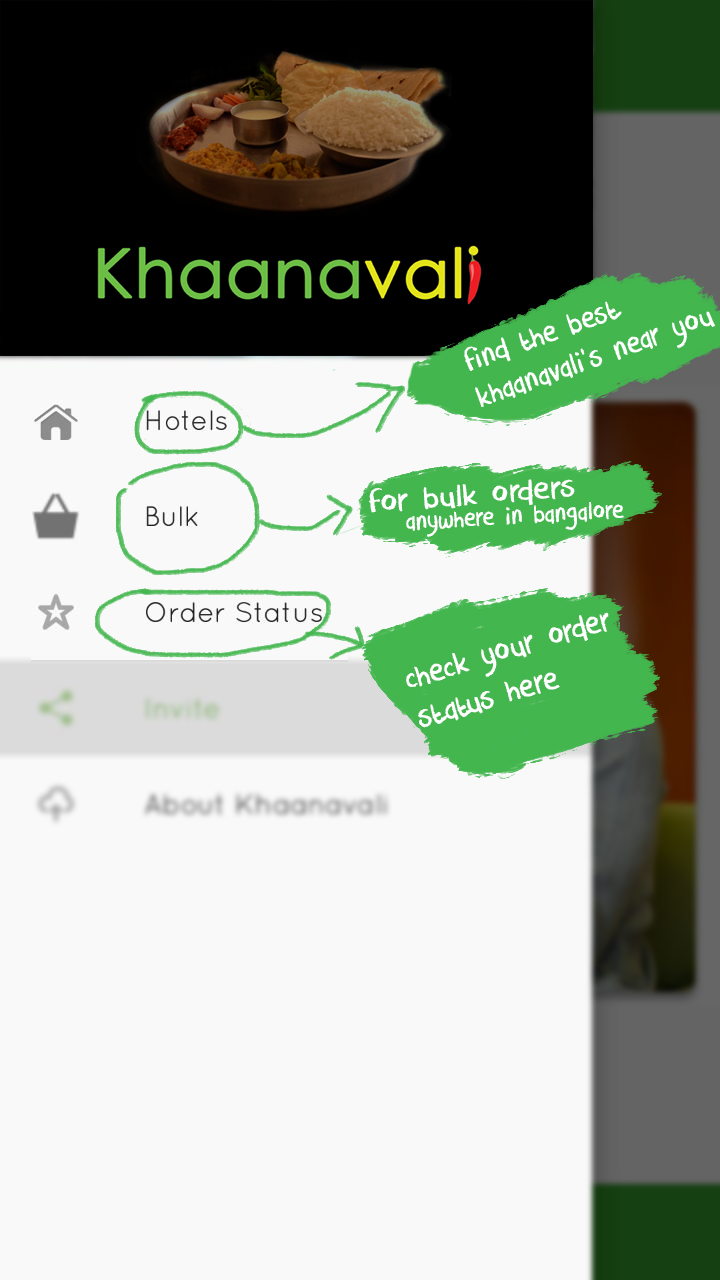 Khaanavali
find the best
khaanavali's near you
Hotels
for bulk orders
anywhere in bangalore
Bulk
Order Status
check your order
status here
Invite
About Khaanavali